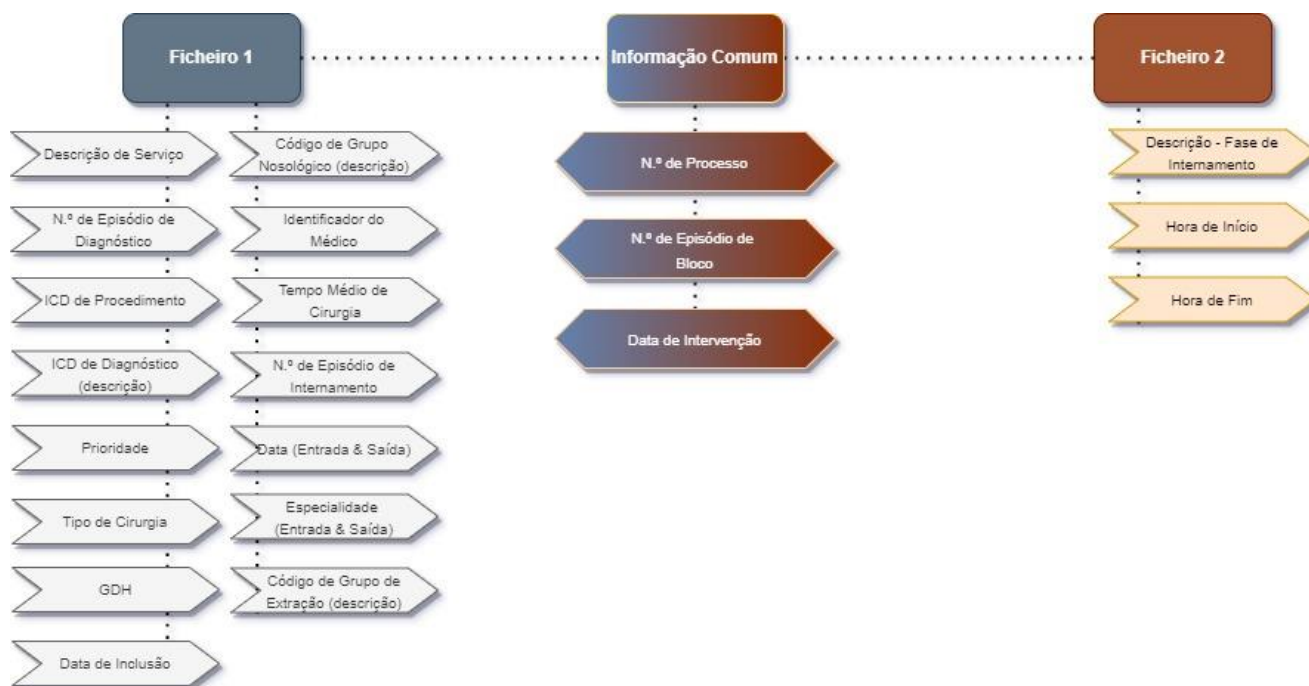 Ficheiro 1
Informação Comum
Ficheiro 2
Descrição de Serviço
N.º de Episódio de
Diagnóstico
ICD de Procedimento
ICD de Diagnóstico
(descrição)
Prioridade
Tipo de Cirurgia
GDH
Data de Inclusão
Código de Grupo
Nosológico (descrição)
Identificador do
Médico
Tempo Médio de
Cirurgia
N.º de Episódio de
Internamento
Data (Entrada & Saída)
Especialidade
(Entrada & Saída)
Código de Grupo de
Extração (descrição)
N.º de Processo
N.º de Episódio de
Bloco
Data de Intervenção
Descrição - Fase de
Internamento
Hora de Início
Hora de Fim